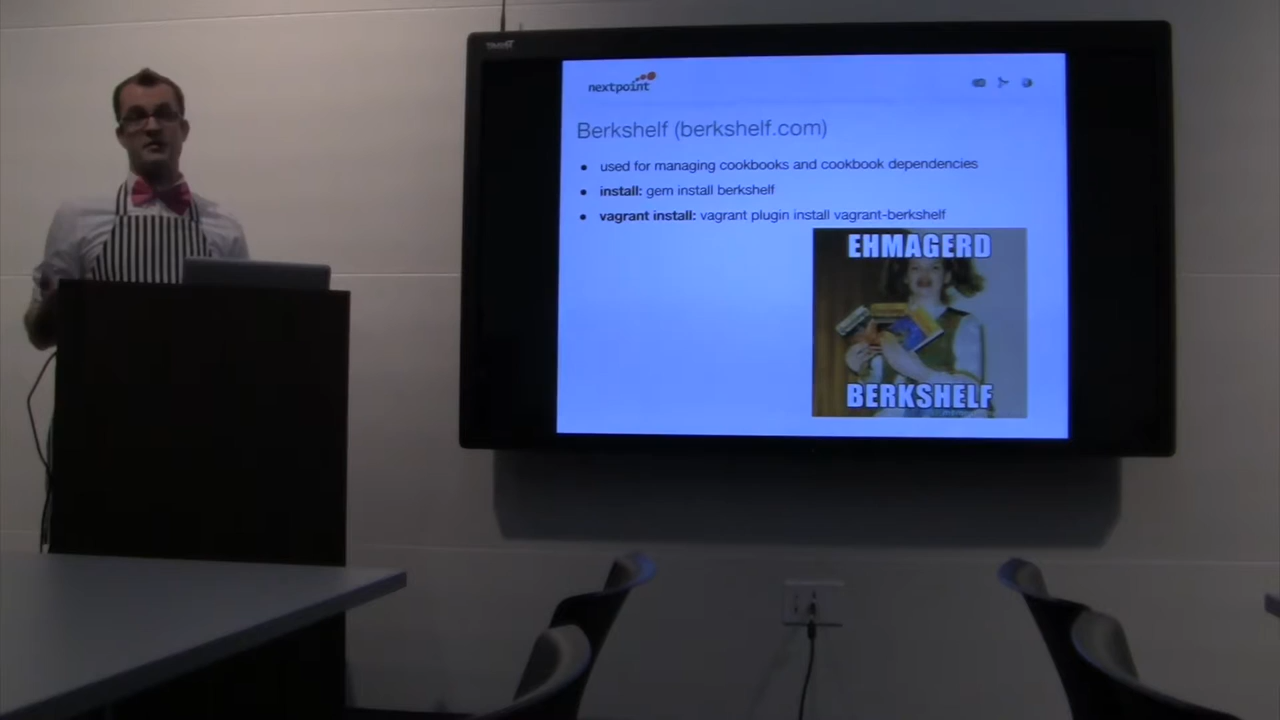 nextpoint
Berkshelf (berkshelf.com)
• used for managing cookbooks and cookbook dependencies
• install: gem install berkshelf
• vagrant install: vagrant plugin install vagrant-berkshelf
EHMAGERD
BERKSHELF